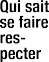 Qui sait
se faire
res-
pecter